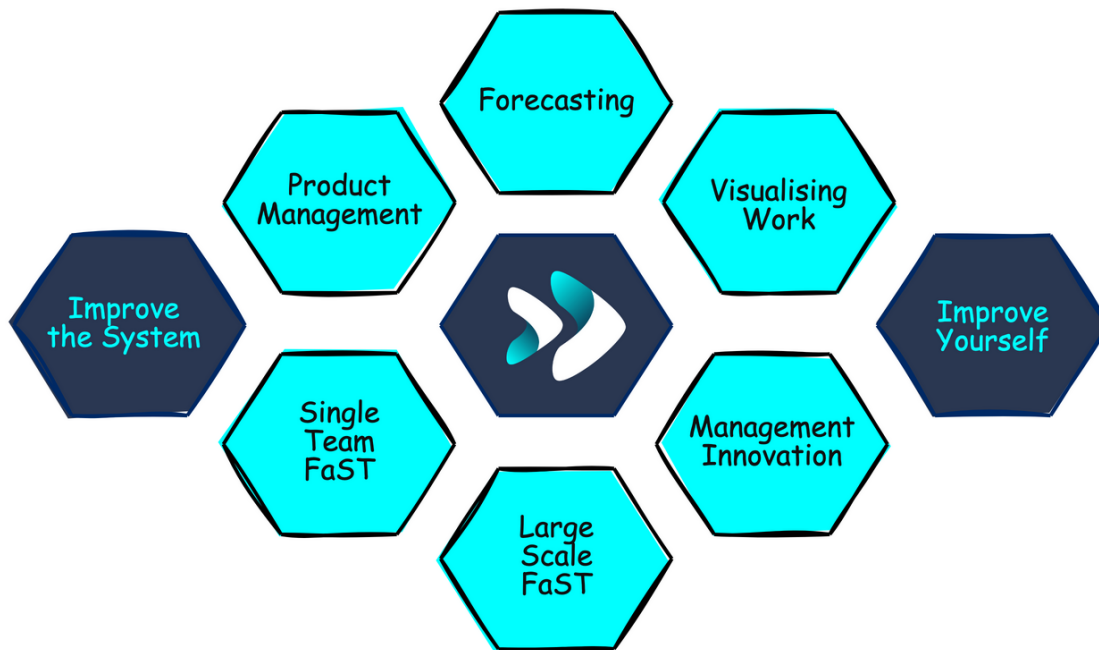 Forecasting
Product
Management
Visualising
Work
Improve
the System
Improve
Yourself
Single
Team
FaST
Management
Innovation
Large
Scale
FaST